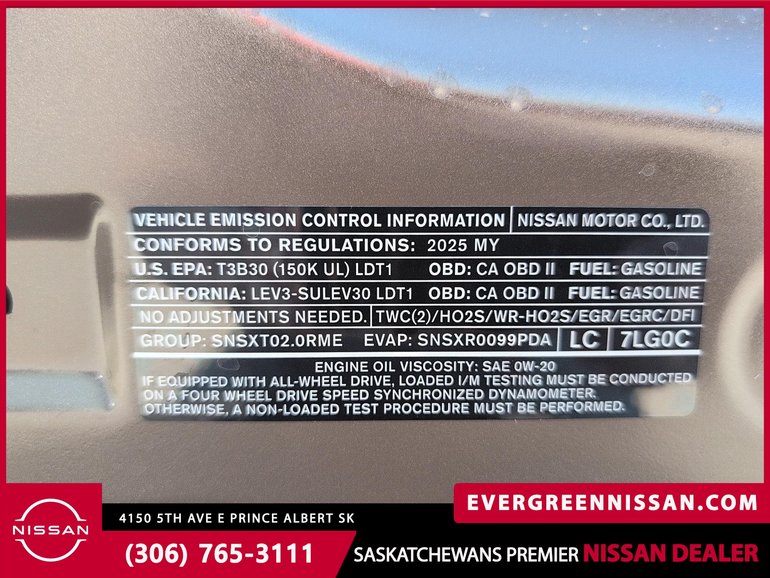 VEHICLE EMISSION CONTROL INFORMATION NISSAN MOTOR CO., LTD.
CONFORMS TO REGULATIONS: 2025 MY
U.S. EPA: T3B30 (150K UL) LDT1 OBD: CA OBD II FUEL: GASOLINE
CALIFORNIA: LEV3-SULEV30 LDT1 OBD: CA OBD II FUEL: GASOLINE
NO ADJUSTMENTS NEEDED. TWC(2)/HO2S/WR-HO2S/EGR/EGRC/DFI
GROUP: SNSXT02.0RME EVAP: SNSXR0099PDA LC 7LG0C
ENGINE OIL VISCOSITY: SAE 0W-20
IF EQUIPPED WITH ALL-WHEEL DRIVE, LOADED I/M TESTING MUST BE CONDUCTED
ON A FOUR WHEEL DRIVE SPEED SYNCHRONIZED DYNAMOMETER.
OTHERWISE, A NON-LOADED TEST PROCEDURE MUST BE PERFORMED.
EVERGREENNISSAN.COM
NISSAN
4150 5TH AVE E PRINCE ALBERT SK
(306) 765-3111
SASKATCHEWANS PREMIER NISSAN DEALER